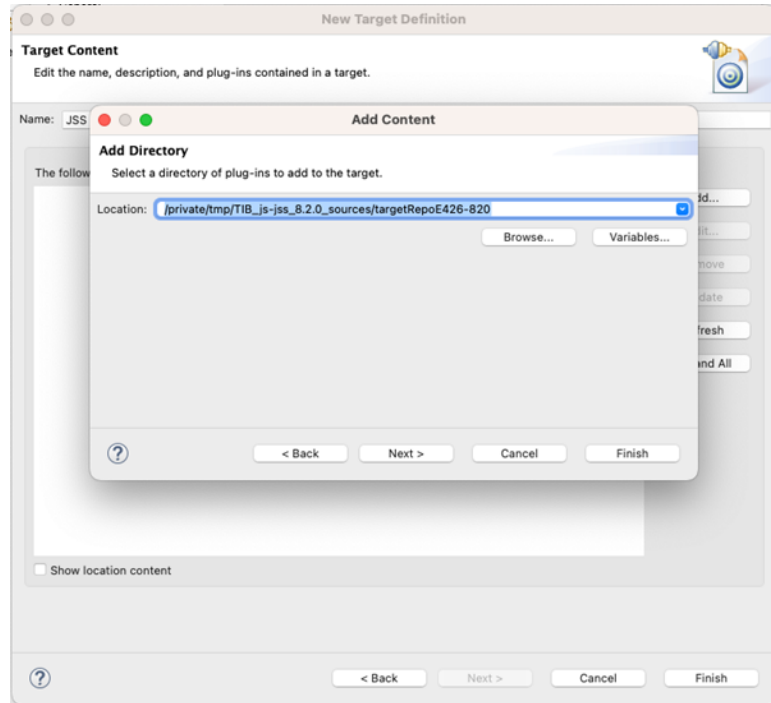 New Target Definition
Target Content
Edit the name, description, and plug-ins contained in a target.
Name: JSS
Add Content
Add Directory
The follow
Select a directory of plug-ins to add to the target.
Location: /private/tmp/TIB_js-jss_8.2.0_sources/targetRepoE426-820
Browse...
Variables...
dd...
dit...
move
date
fresh
and All
? < Back Next > Cancel Finish
Show location content
? < Back Next > Cancel Finish